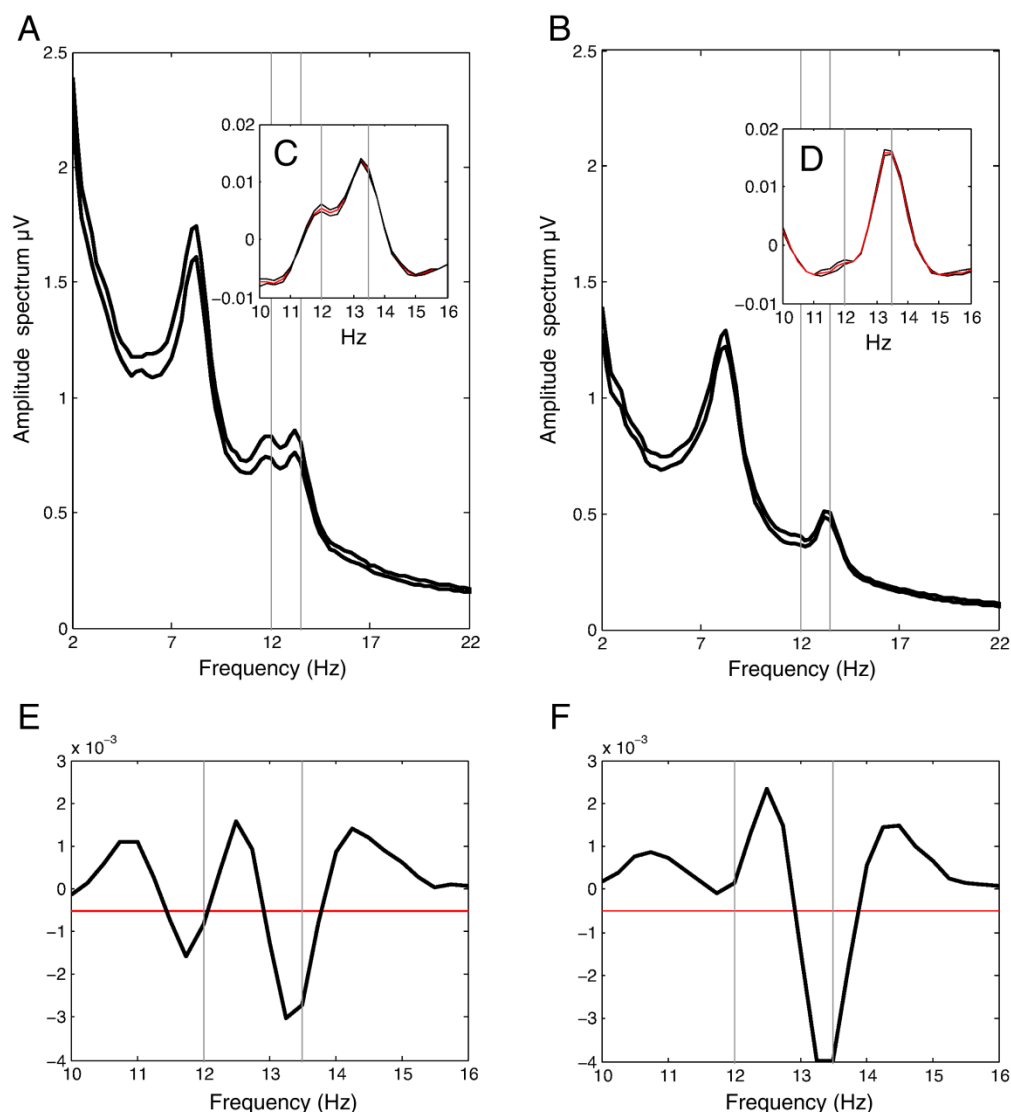 A
2.5
2
1.5
1
0.5
0
Amplitude spectrum µV
2 7 12 17 22
Frequency (Hz)
C
0.02
0.01
0
−0.01
10 11 12 13 14 15 16
Hz
B
2.5
2
1.5
1
0.5
0
Amplitude spectrum µV
2 7 12 17 22
Frequency (Hz)
D
0.02
0.01
0
−0.01
10 11 12 13 14 15 16
Hz
E
x 10⁻³
3
2
1
0
−1
−2
−3
−4
10 11 12 13 14 15 16
Frequency (Hz)
F
x 10⁻³
3
2
1
0
−1
−2
−3
−4
10 11 12 13 14 15 16
Frequency (Hz)